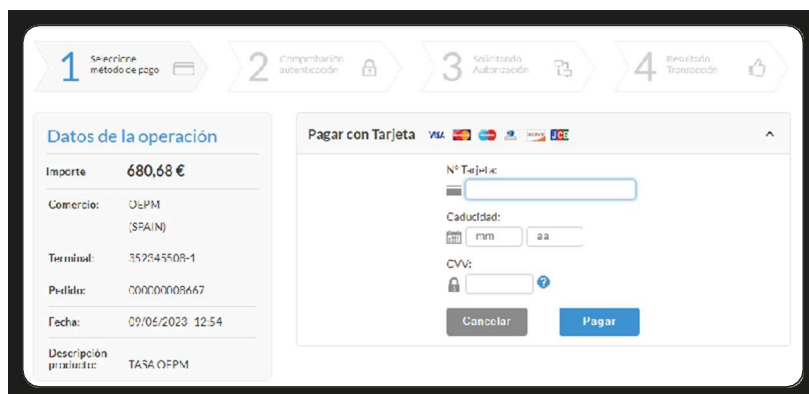 1 Seleccione
método de pago
2 Comprobación
autenticación
3 Solicitando
Autorización
4 Resultado
Transacción
Datos de la operación
Importe 680,68 €
Comercio: OEPM
(SPAIN)
Terminal: 352345508-1
Pedido: 000000008667
Fecha: 09/06/2023 12:54
Descripción
producto: TASA OEPM
Pagar con Tarjeta VISA JCB
Nº Tarjeta:
Caducidad:
mm aa
CVV:
?
Cancelar Pagar